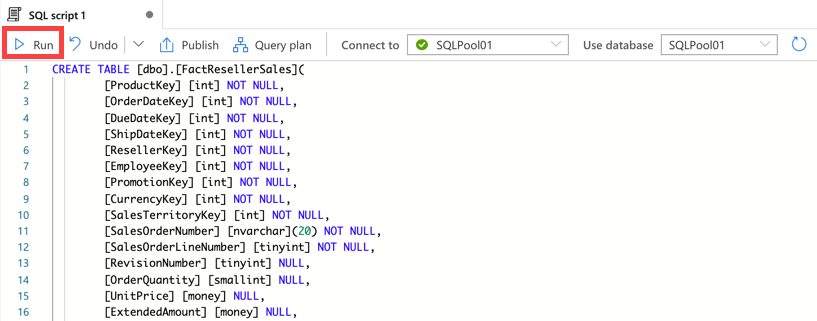 SQL script 1
Run Undo Publish Query plan Connect to SQLPool01 Use database SQLPool01
1 CREATE TABLE [dbo].[FactResellerSales](
2 [ProductKey] [int] NOT NULL,
3 [OrderDateKey] [int] NOT NULL,
4 [DueDateKey] [int] NOT NULL,
5 [ShipDateKey] [int] NOT NULL,
6 [ResellerKey] [int] NOT NULL,
7 [EmployeeKey] [int] NOT NULL,
8 [PromotionKey] [int] NOT NULL,
9 [CurrencyKey] [int] NOT NULL,
10 [SalesTerritoryKey] [int] NOT NULL,
11 [SalesOrderNumber] [nvarchar](20) NOT NULL,
12 [SalesOrderLineNumber] [tinyint] NOT NULL,
13 [RevisionNumber] [tinyint] NULL,
14 [OrderQuantity] [smallint] NULL,
15 [UnitPrice] [money] NULL,
16 [ExtendedAmount] [money] NULL,